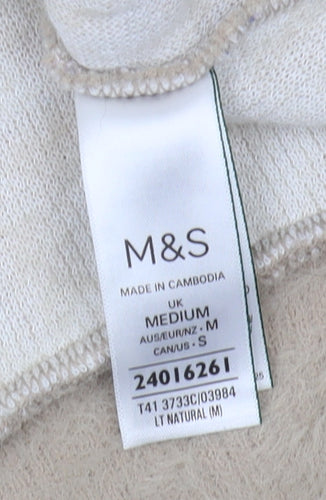 M&S
MADE IN CAMBODIA
UK
MEDIUM
AUS/EUR/NZ · M
CAN/US · S
24016261
T41 3733C/03984
LT NATURAL (M)